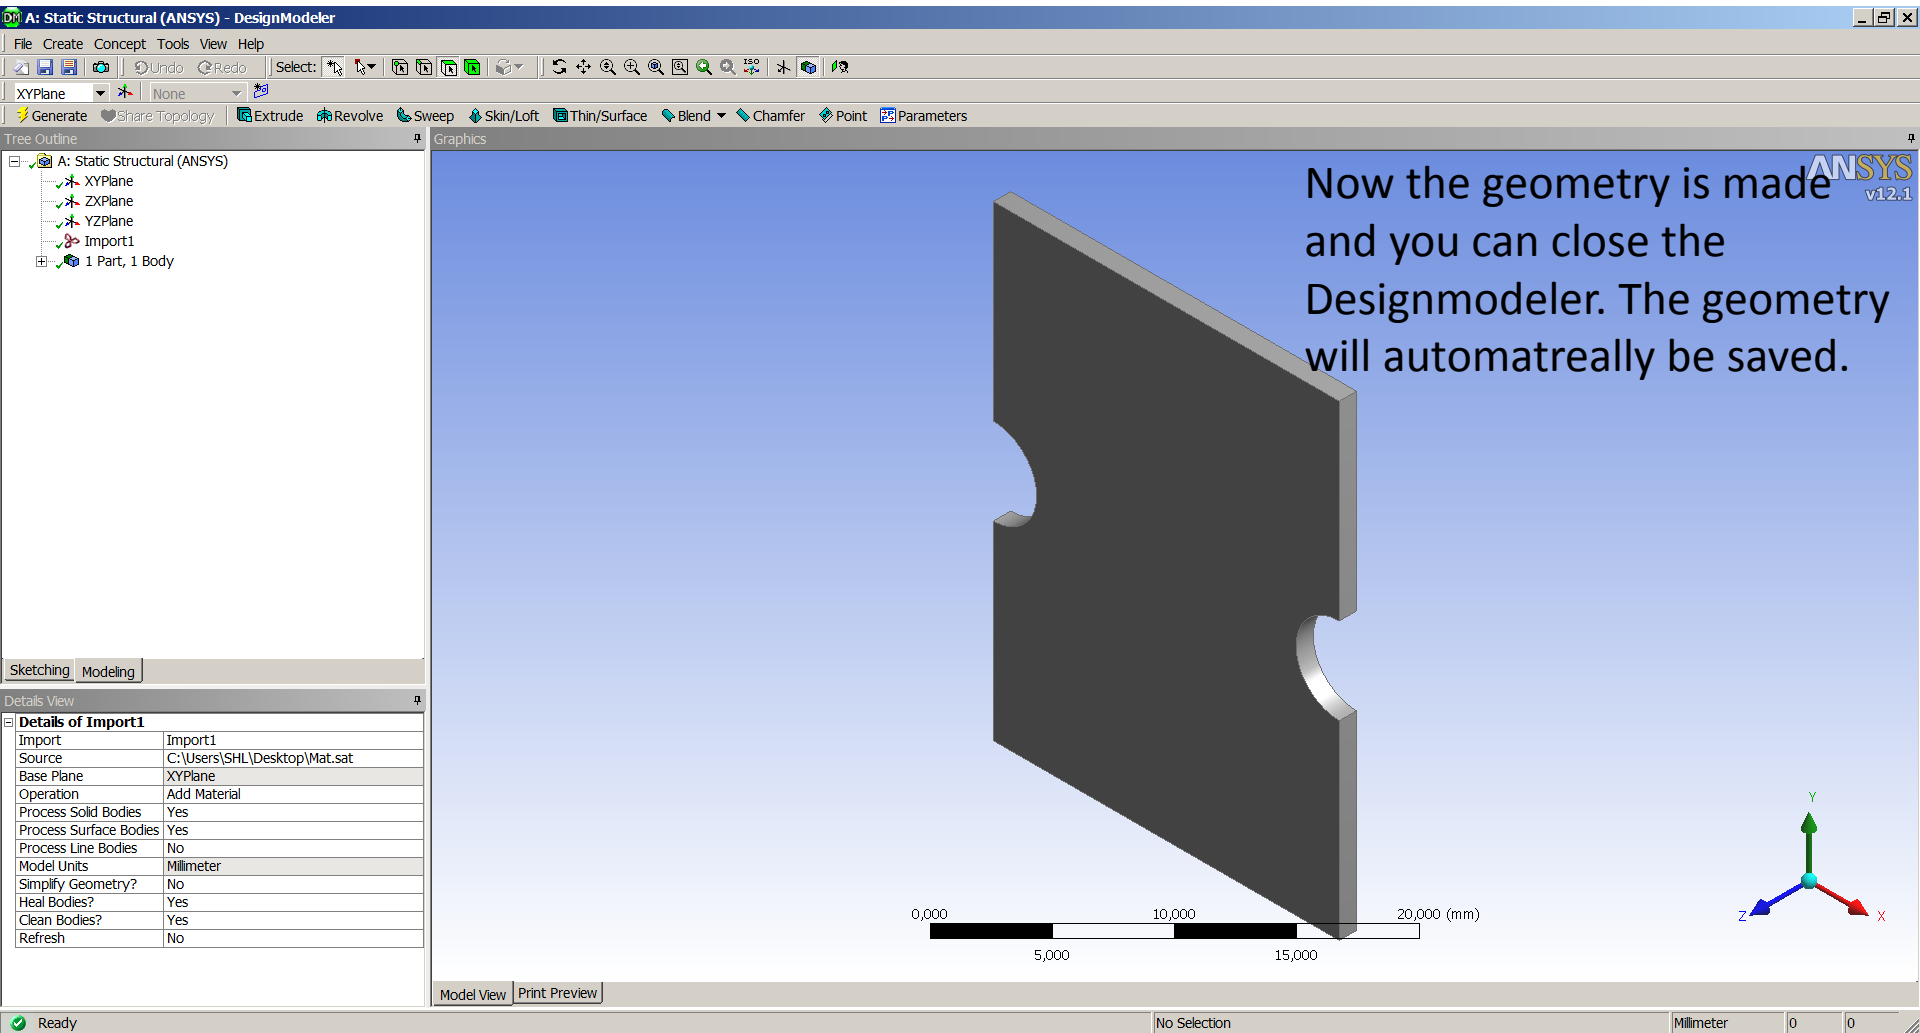 A: Static Structural (ANSYS) - DesignModeler
File Create Concept Tools View Help
Undo Redo Select: ISO
XYPlane None
Generate Share Topology Extrude Revolve Sweep Skin/Loft Thin/Surface Blend Chamfer Point Parameters
Tree Outline
A: Static Structural (ANSYS)
XYPlane
ZXPlane
YZPlane
Import1
1 Part, 1 Body
Sketching Modeling
Details View
Details of Import1
Import Import1
Source C:\Users\SHL\Desktop\Mat.sat
Base Plane XYPlane
Operation Add Material
Process Solid Bodies Yes
Process Surface Bodies Yes
Process Line Bodies No
Model Units Millimeter
Simplify Geometry? No
Heal Bodies? Yes
Clean Bodies? Yes
Refresh No
Graphics
ANSYS
v12.1
Now the geometry is made
and you can close the
Designmodeler. The geometry
will automatreally be saved.
Y
Z X
0,000 10,000 20,000 (mm)
5,000 15,000
Model View Print Preview
Ready No Selection Millimeter 0 0